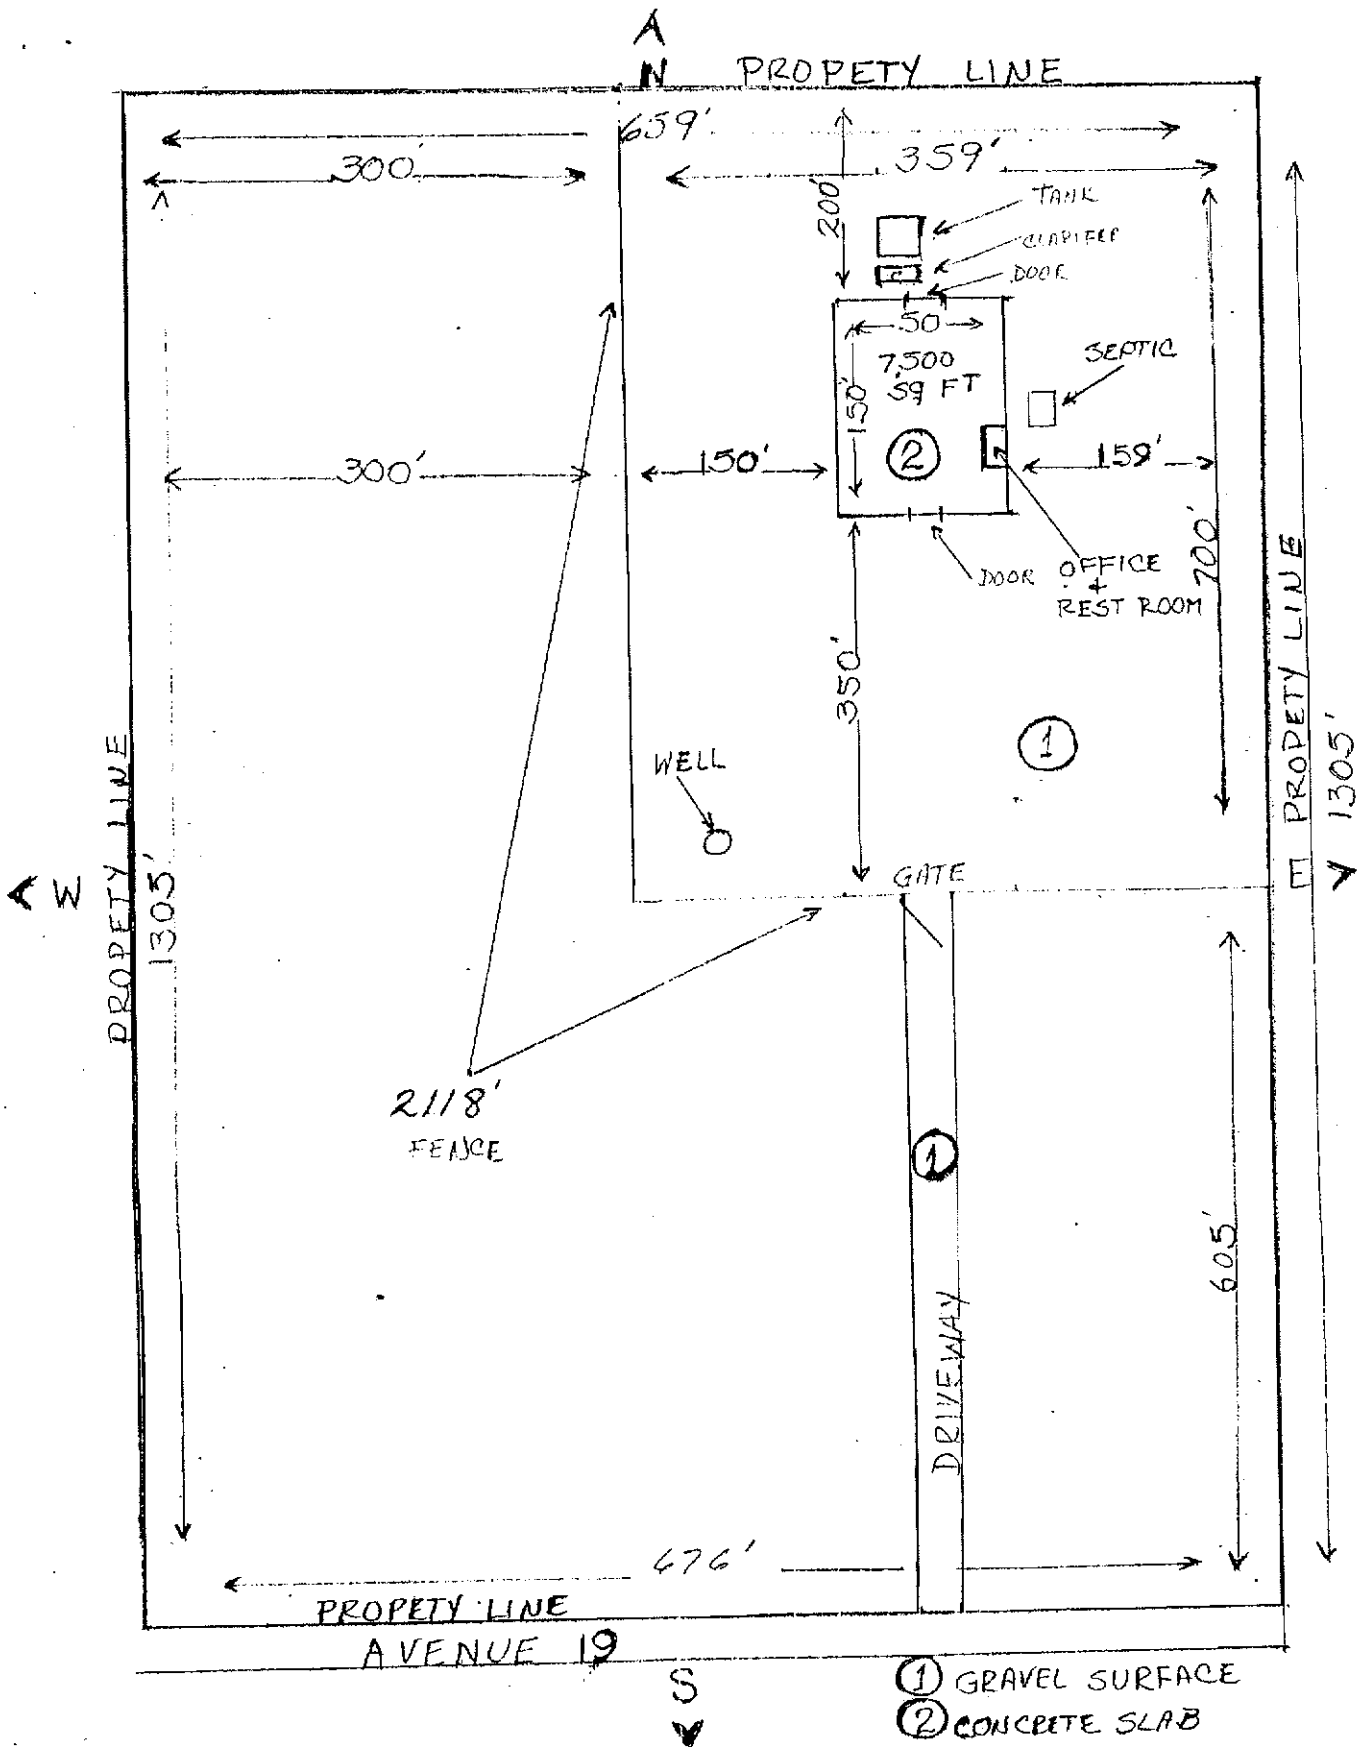 N PROPETY LINE
659'
300'
359'
200'
TANK
CLARIFER
DOOR
C
50
7,500
SQ FT
150'
SEPTIC
2
300'
150'
159'
700'
DOOR
OFFICE
+
REST ROOM
350'
1
WELL
GATE
W
PROPETY LINE
1305'
E PROPETY LINE
1305'
2118'
FENCE
1
605'
DRIVEWAY
676'
PROPETY LINE
AVENUE 19
S
1 GRAVEL SURFACE
2 CONCRETE SLAB